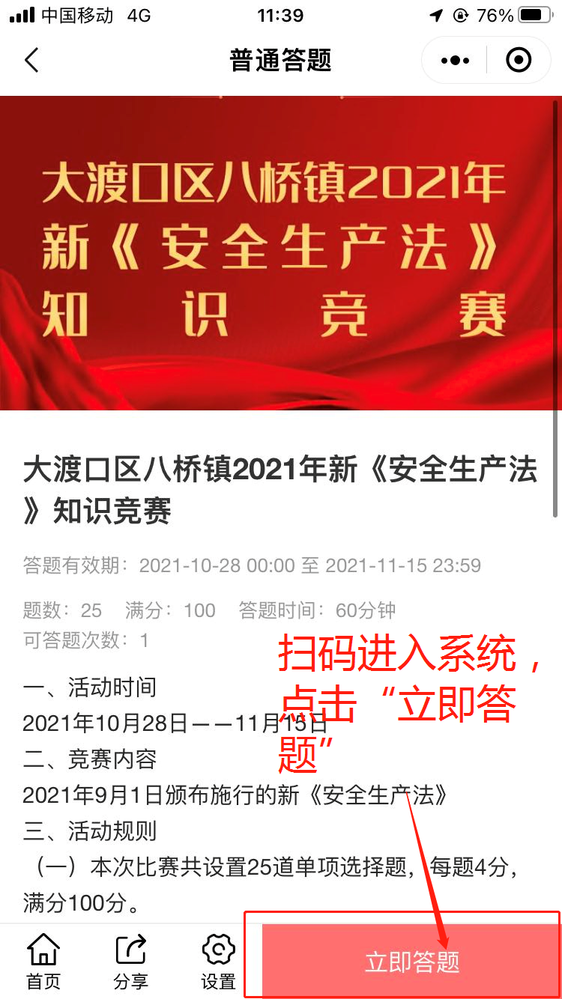 中国移动 4G 11:39 76%
普通答题
大渡口区八桥镇2021年
新《安全生产法》
知识竞赛
大渡口区八桥镇2021年新《安全生产法
》知识竞赛
答题有效期：2021-10-28 00:00 至 2021-11-15 23:59
题数：25 满分：100 答题时间：60分钟
可答题次数：1
扫码进入系统，
点击“立即答
题”
一、活动时间
2021年10月28日——11月15日
二、竞赛内容
2021年9月1日颁布施行的新《安全生产法》
三、活动规则
（一）本次比赛共设置25道单项选择题，每题4分，
满分100分。
首页 分享 设置 立即答题